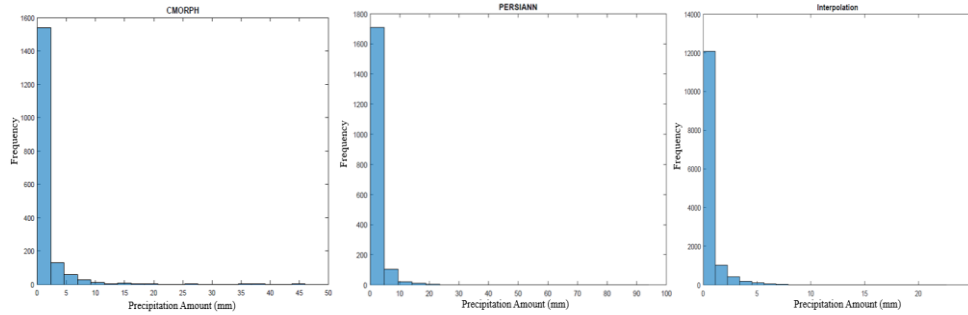 CMORPH
1600
1400
1200
1000
800
600
400
200
0
Frequency
0 5 10 15 20 25 30 35 40 45 50
Precipitation Amount (mm)
PERSIANN
1800
1600
1400
1200
1000
800
600
400
200
0
Frequency
0 10 20 30 40 50 60 70 80 90 100
Precipitation Amount (mm)
Interpolation
14000
12000
10000
8000
6000
4000
2000
0
Frequency
0 5 10 15 20
Precipitation Amount (mm)